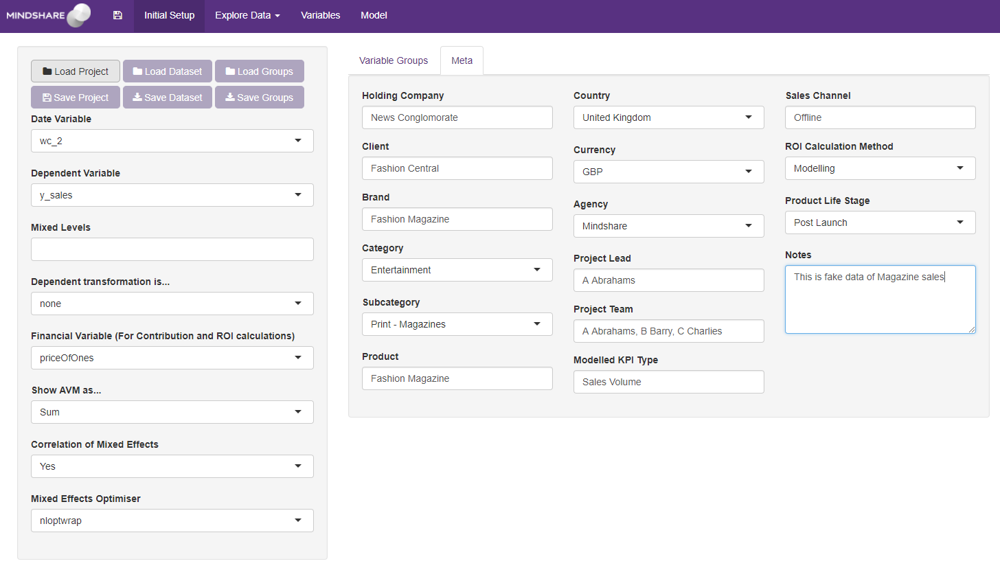 MINDSHARE
Initial Setup
Explore Data
Variables
Model
Load Project
Load Dataset
Load Groups
Save Project
Save Dataset
Save Groups
Date Variable
wc_2
Dependent Variable
y_sales
Mixed Levels
Dependent transformation is...
none
Financial Variable (For Contribution and ROI calculations)
priceOfOnes
Show AVM as...
Sum
Correlation of Mixed Effects
Yes
Mixed Effects Optimiser
nloptwrap
Variable Groups
Meta
Holding Company
News Conglomorate
Client
Fashion Central
Brand
Fashion Magazine
Category
Entertainment
Subcategory
Print - Magazines
Product
Fashion Magazine
Country
United Kingdom
Currency
GBP
Agency
Mindshare
Project Lead
A Abrahams
Project Team
A Abrahams, B Barry, C Charlies
Modelled KPI Type
Sales Volume
Sales Channel
Offline
ROI Calculation Method
Modelling
Product Life Stage
Post Launch
Notes
This is fake data of Magazine sales